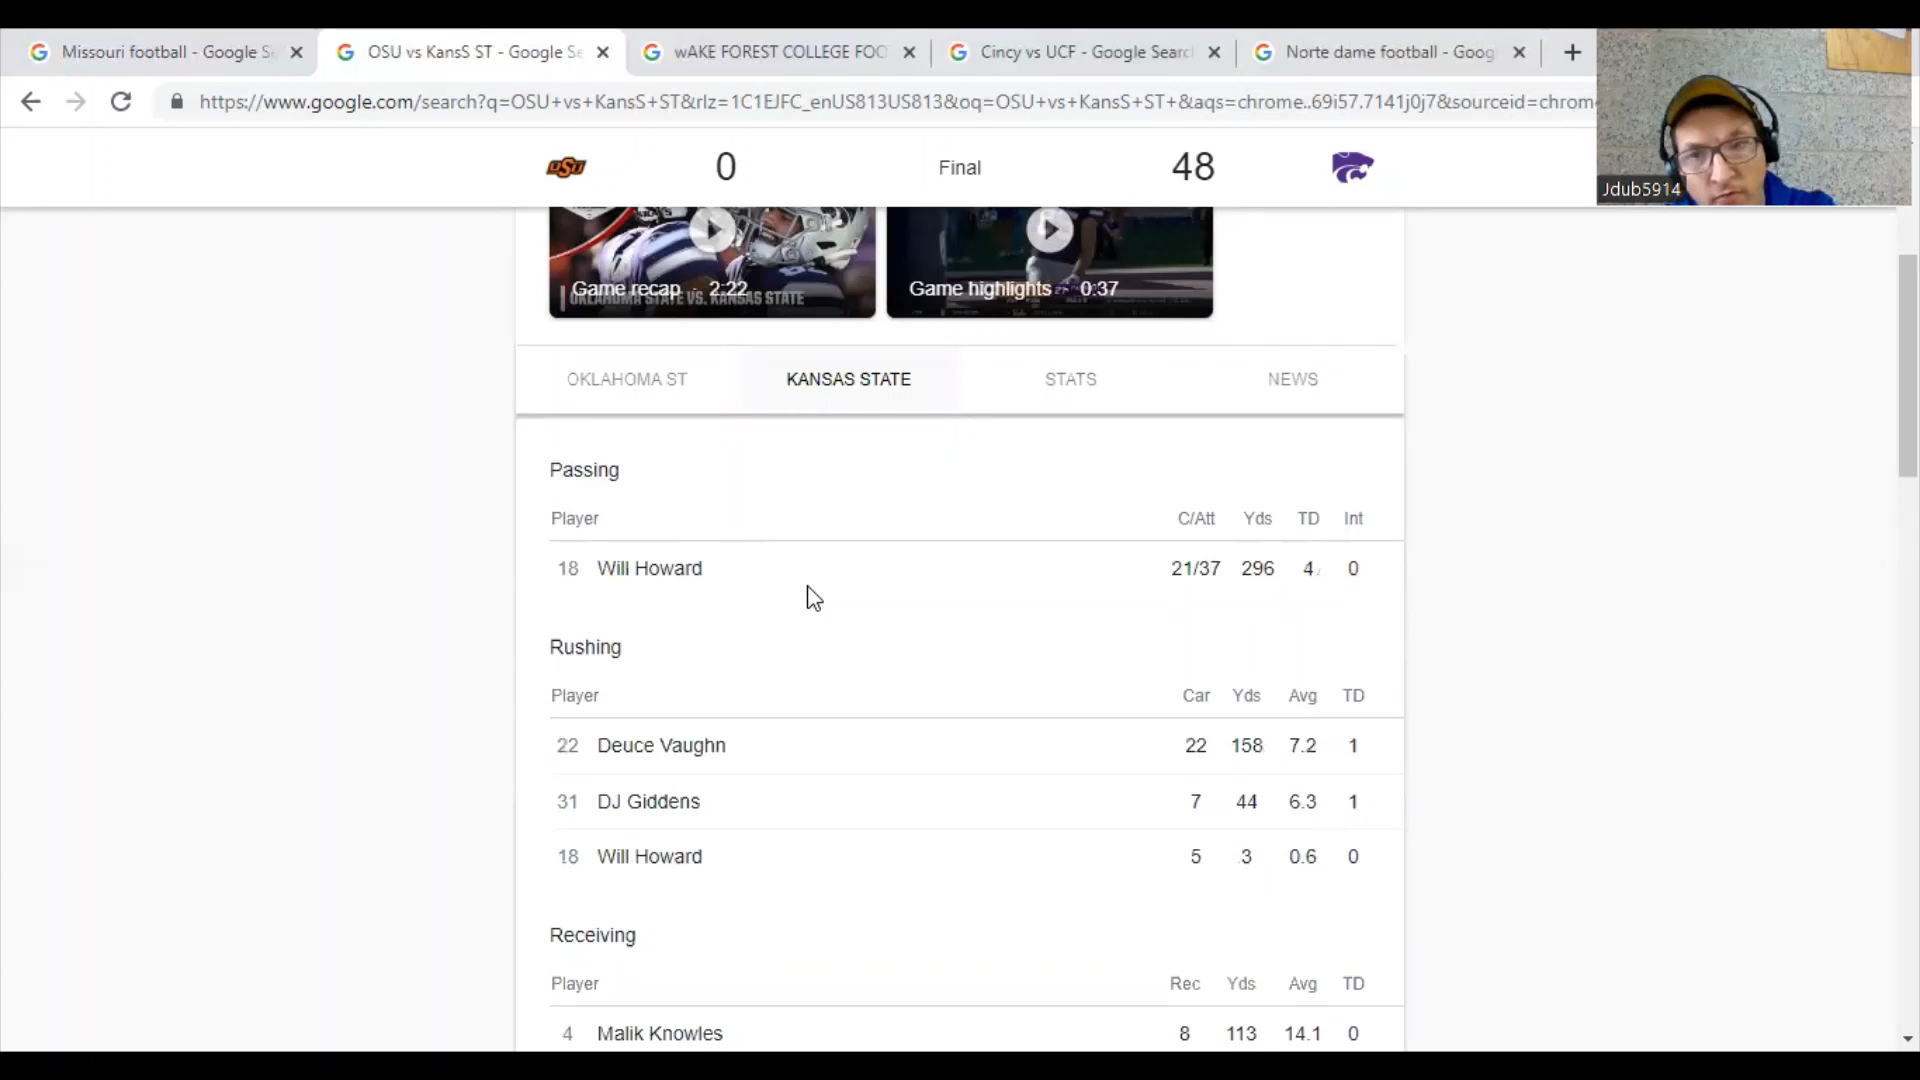 Missouri football - Google Se
OSU vs KansS ST - Google Se
wAKE FOREST COLLEGE FOO
Cincy vs UCF - Google Searc
Norte dame football - Goog
https://www.google.com/search?q=OSU+vs+KansS+ST&rlz=1C1EJFC_enUS813US813&oq=OSU+vs+KansS+ST+&aqs=chrome..69i57.7141j0j7&sourceid=chrom
Jdub5914
OSU 0 Final 48
Game recap · 2:22
OKLAHOMA STATE VS. KANSAS STATE
Game highlights · 0:37
OKLAHOMA ST KANSAS STATE STATS NEWS
Passing
Player C/Att Yds TD Int
18 Will Howard 21/37 296 4 0
Rushing
Player Car Yds Avg TD
22 Deuce Vaughn 22 158 7.2 1
31 DJ Giddens 7 44 6.3 1
18 Will Howard 5 3 0.6 0
Receiving
Player Rec Yds Avg TD
4 Malik Knowles 8 113 14.1 0